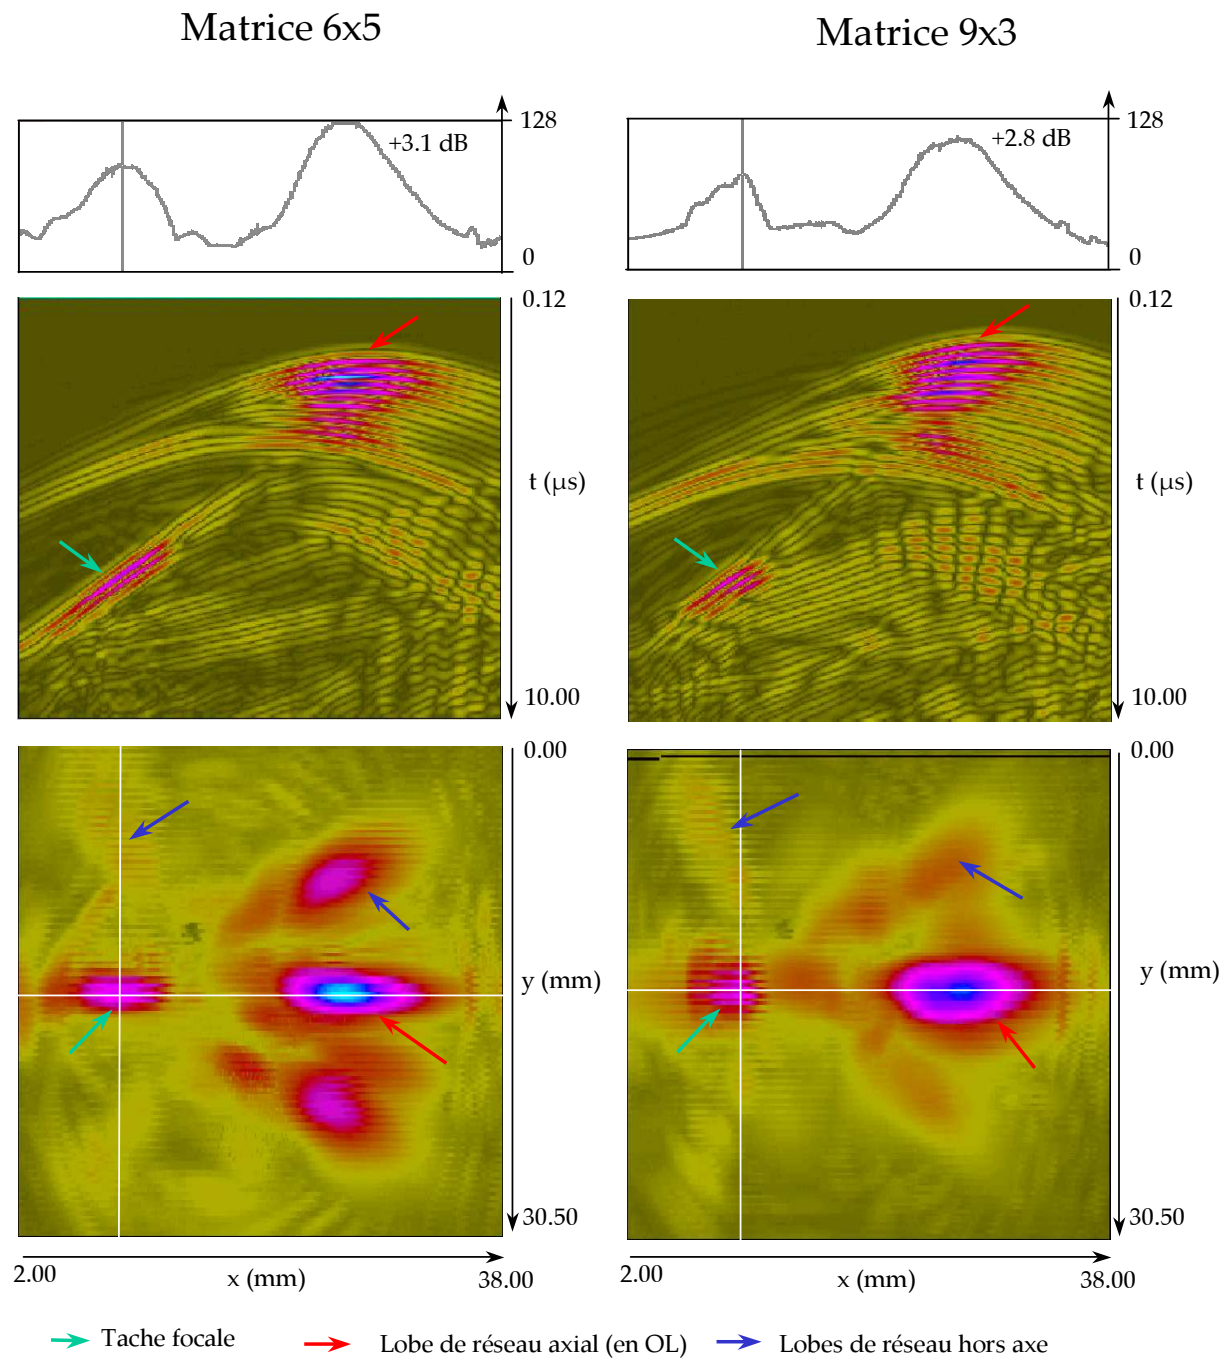 Matrice 6x5
Matrice 9x3
128
+3.1 dB
0
128
+2.8 dB
0
0.12
t (µs)
10.00
0.12
t (µs)
10.00
0.00
y (mm)
30.50
0.00
y (mm)
30.50
2.00
x (mm)
38.00
2.00
x (mm)
38.00
Tache focale
Lobe de réseau axial (en OL)
Lobes de réseau hors axe